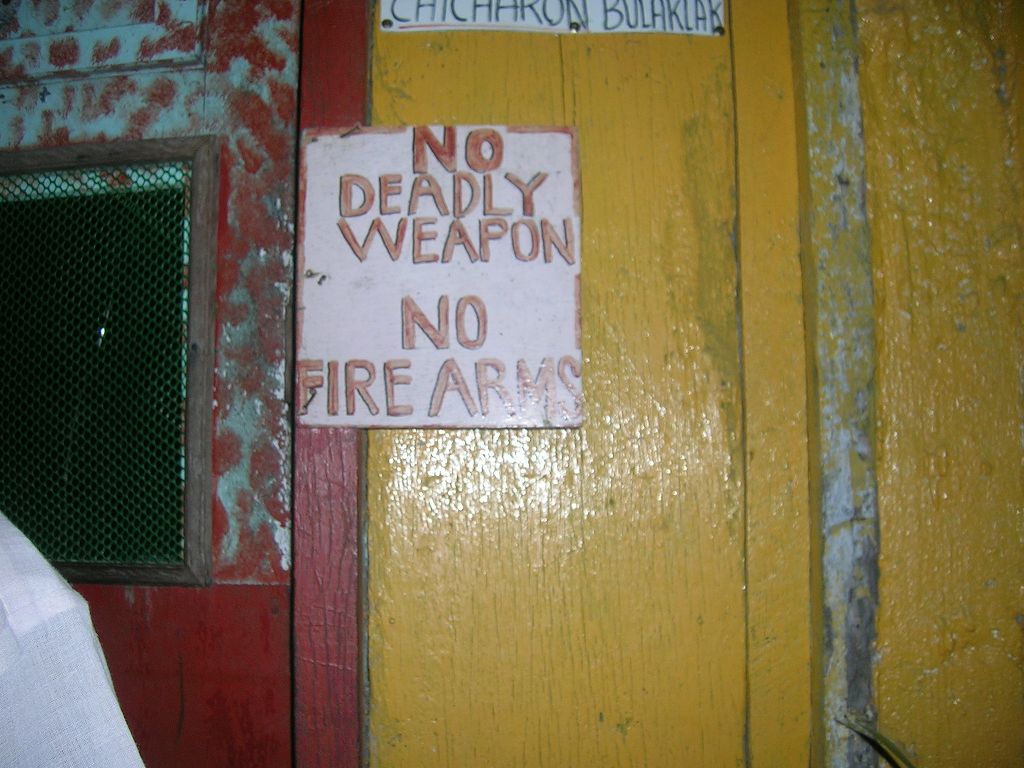 CHICHARON BULAKLAK
NO
DEADLY
WEAPON
NO
FIRE ARMS